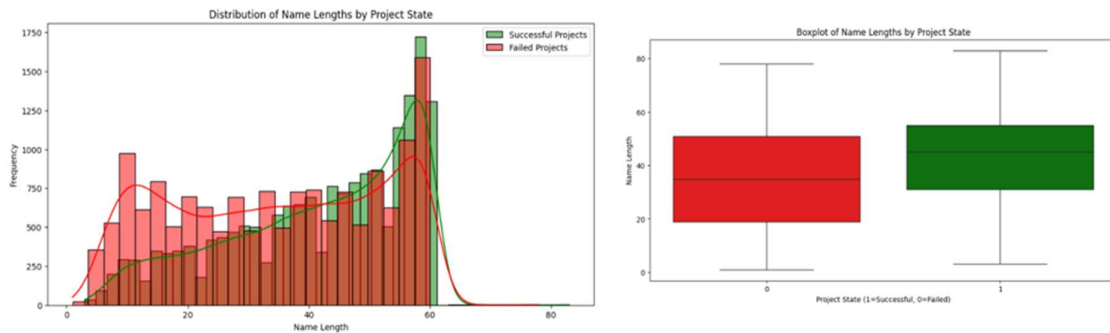 Distribution of Name Lengths by Project State
Successful Projects
Failed Projects
1750
1500
1250
1000
750
500
250
0
Frequency
0 20 40 60 80
Name Length
Boxplot of Name Lengths by Project State
80
60
40
20
0
Name Length
0 1
Project State (1=Successful, 0=Failed)